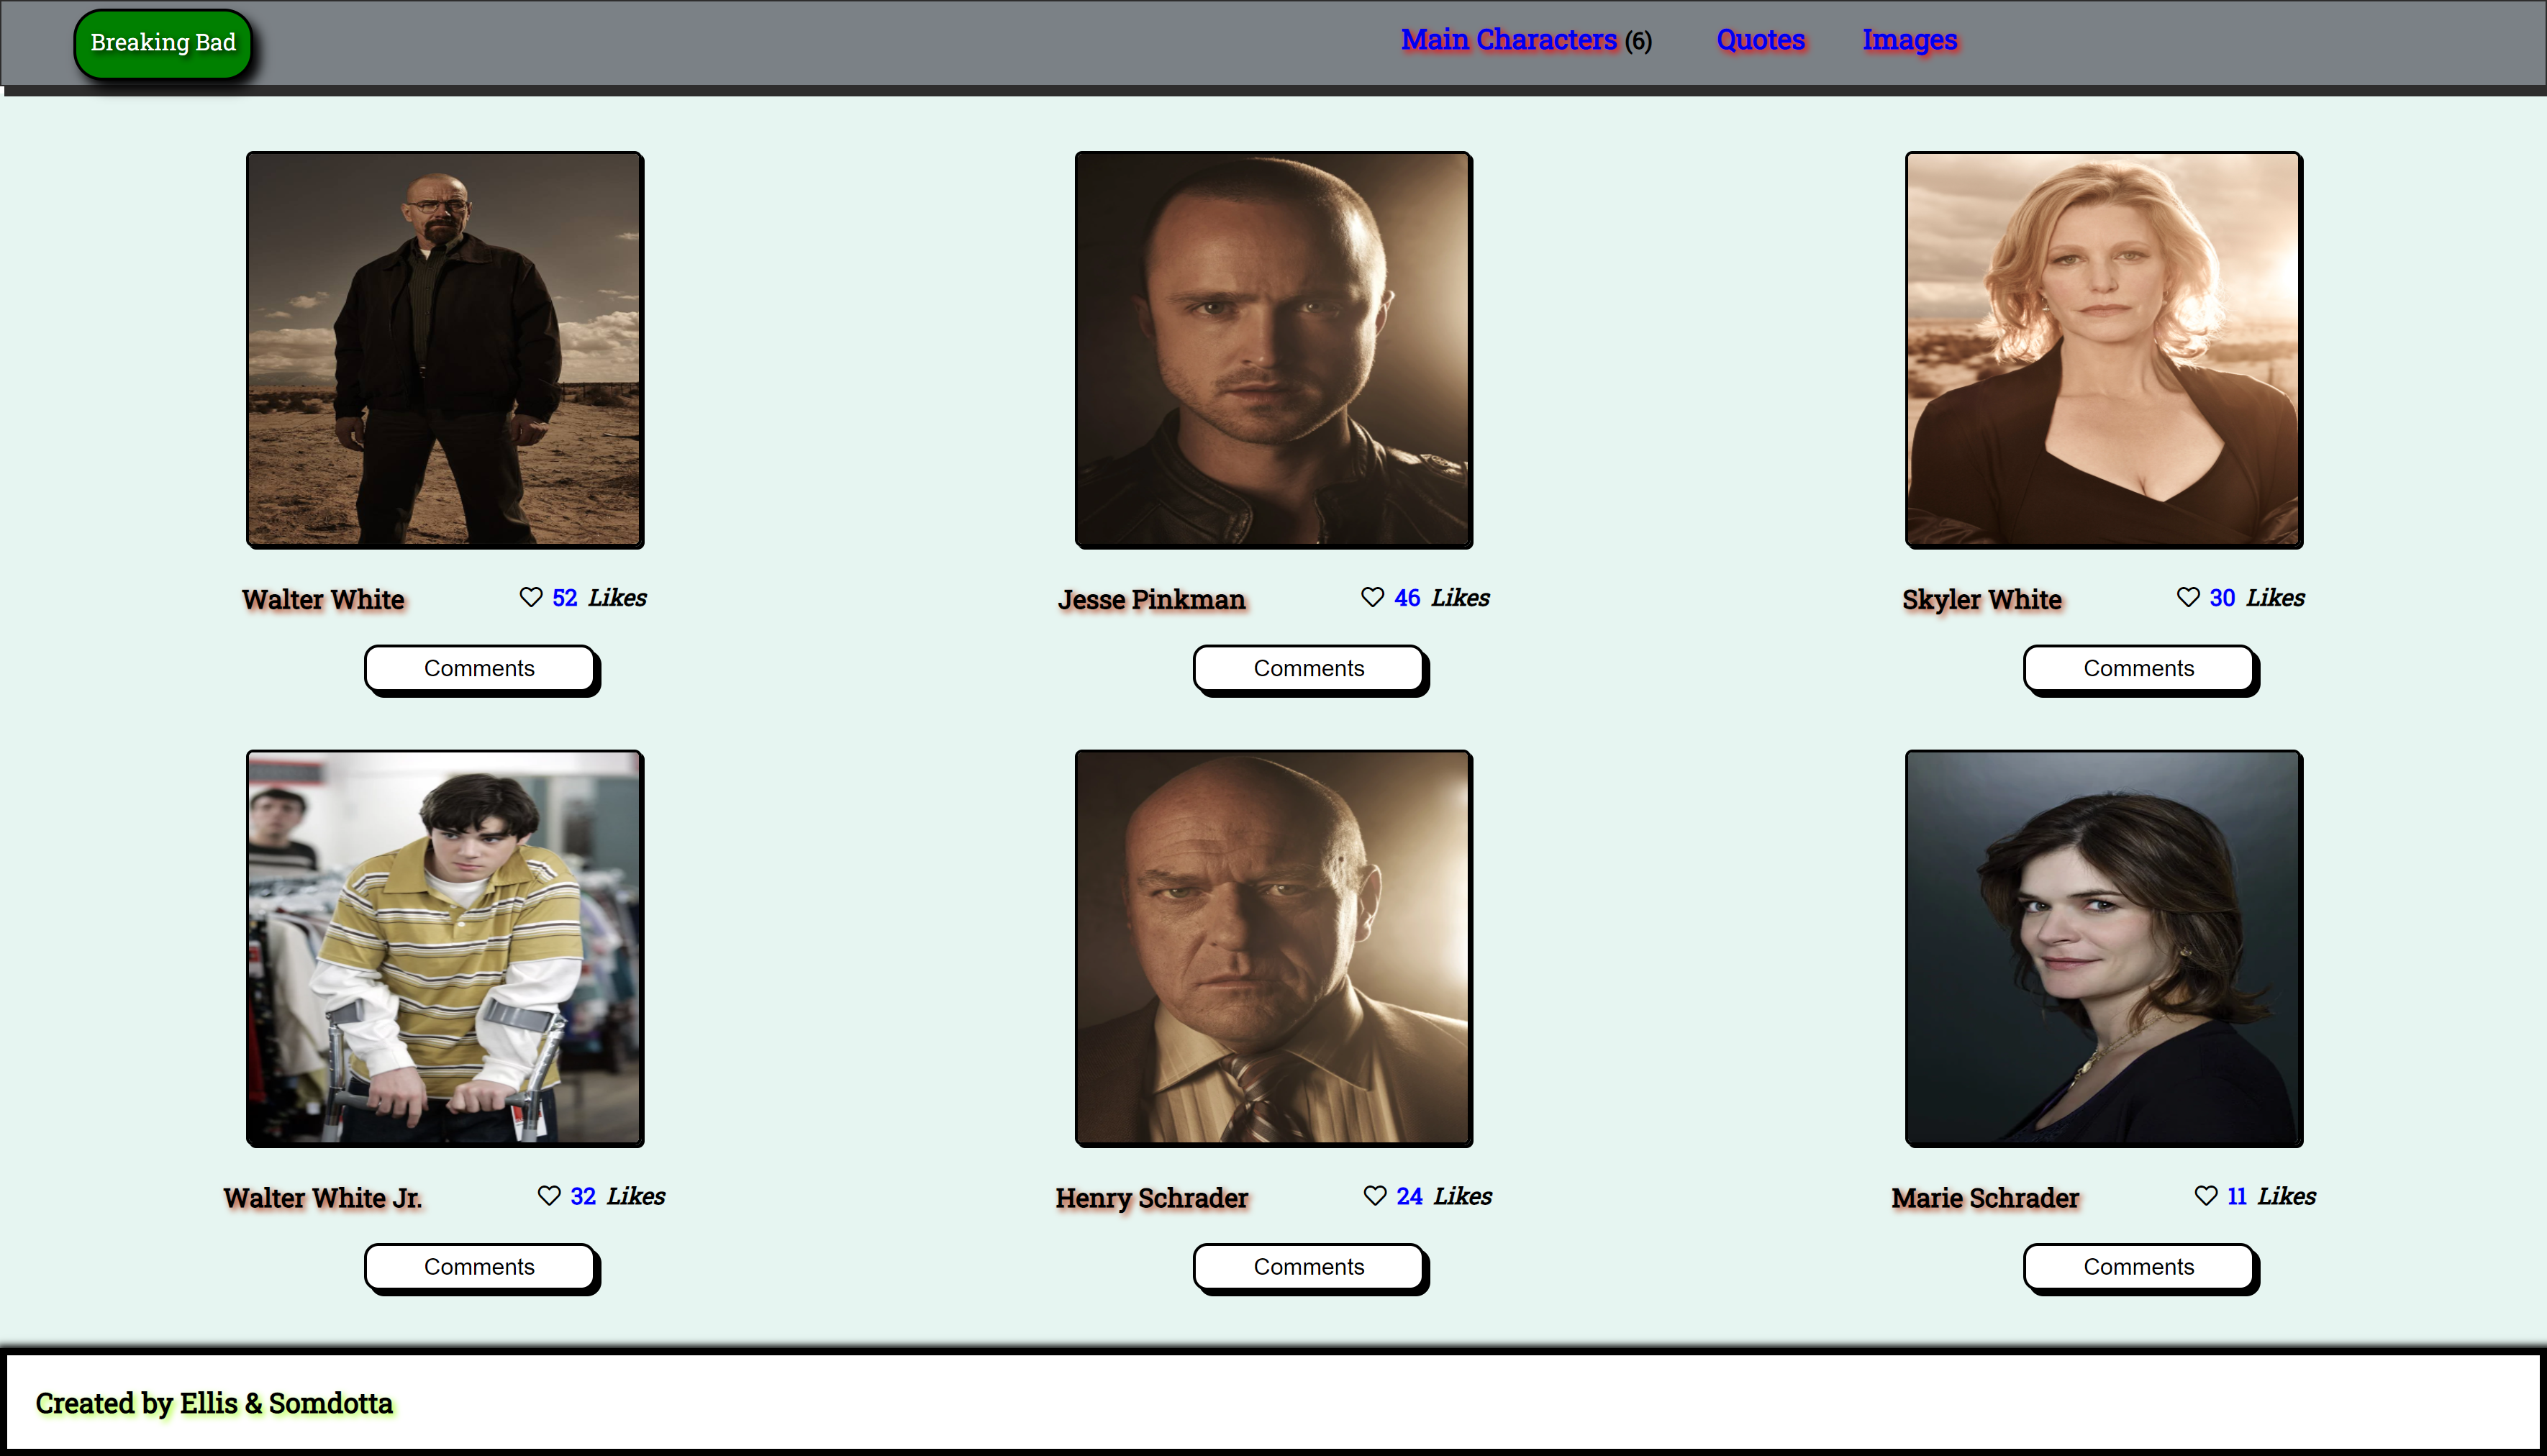 Breaking Bad
Main Characters (6) Quotes Images
Walter White 52 Likes
Comments
Jesse Pinkman 46 Likes
Comments
Skyler White 30 Likes
Comments
Walter White Jr. 32 Likes
Comments
Henry Schrader 24 Likes
Comments
Marie Schrader 11 Likes
Comments
Created by Ellis & Somdotta